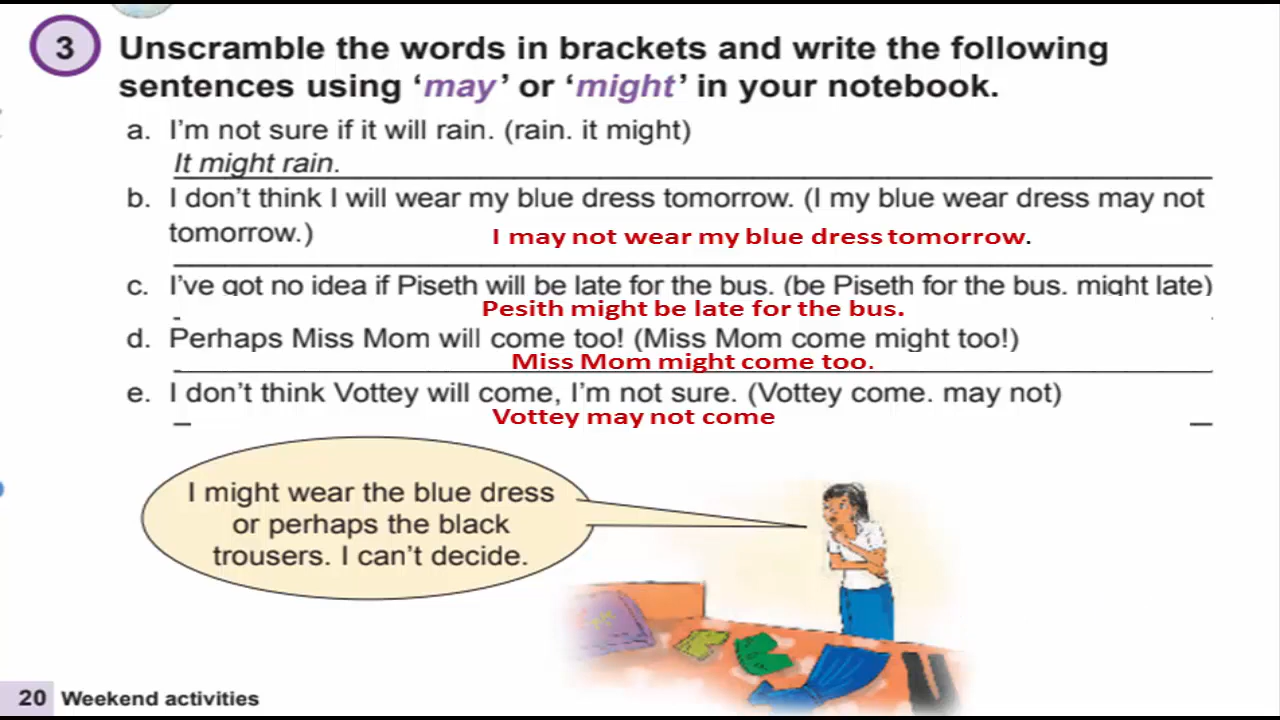 3 Unscramble the words in brackets and write the following
sentences using ‘may’ or ‘might’ in your notebook.
a. I’m not sure if it will rain. (rain. it might)
It might rain.
b. I don’t think I will wear my blue dress tomorrow. (I my blue wear dress may not
tomorrow.) I may not wear my blue dress tomorrow.
c. I’ve got no idea if Piseth will be late for the bus. (be Piseth for the bus. might late)
Pesith might be late for the bus.
d. Perhaps Miss Mom will come too! (Miss Mom come might too!)
Miss Mom might come too.
e. I don’t think Vottey will come, I’m not sure. (Vottey come. may not)
Vottey may not come
I might wear the blue dress
or perhaps the black
trousers. I can’t decide.
20 Weekend activities